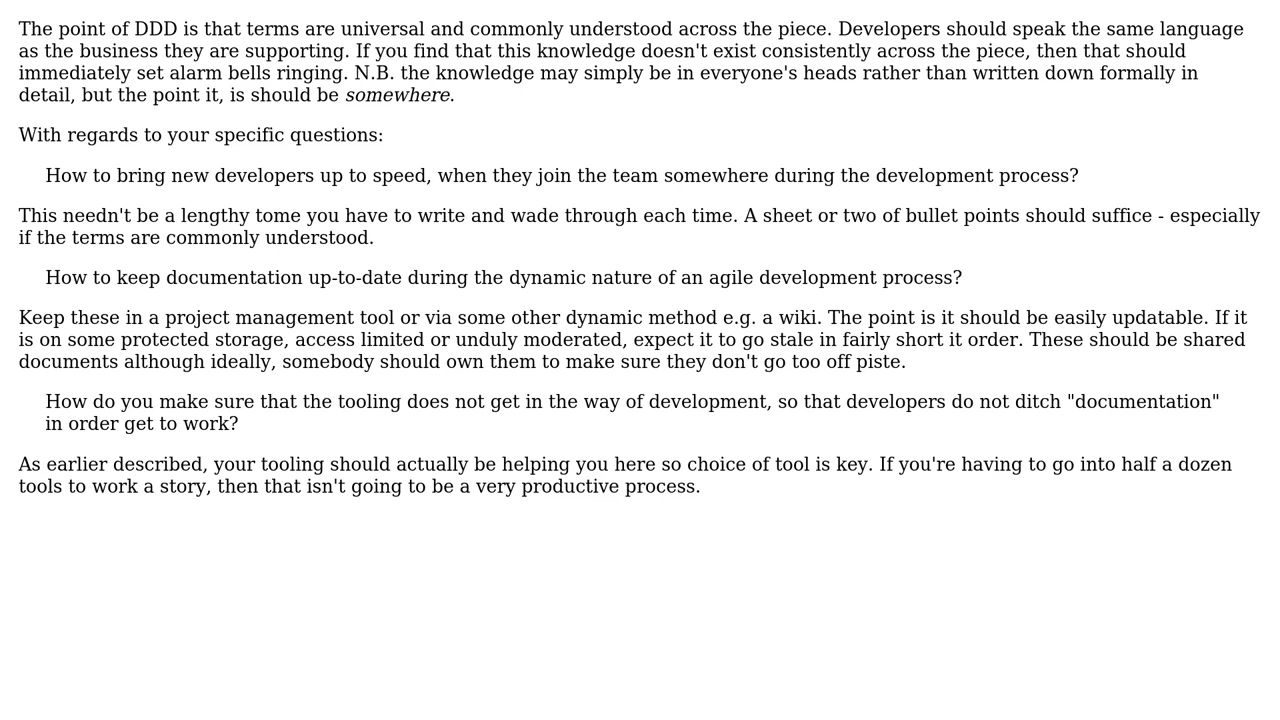 The point of DDD is that terms are universal and commonly understood across the piece. Developers should speak the same language
as the business they are supporting. If you find that this knowledge doesn't exist consistently across the piece, then that should
immediately set alarm bells ringing. N.B. the knowledge may simply be in everyone's heads rather than written down formally in
detail, but the point it, is should be somewhere.
With regards to your specific questions:
How to bring new developers up to speed, when they join the team somewhere during the development process?
This needn't be a lengthy tome you have to write and wade through each time. A sheet or two of bullet points should suffice - especially
if the terms are commonly understood.
How to keep documentation up-to-date during the dynamic nature of an agile development process?
Keep these in a project management tool or via some other dynamic method e.g. a wiki. The point is it should be easily updatable. If it
is on some protected storage, access limited or unduly moderated, expect it to go stale in fairly short it order. These should be shared
documents although ideally, somebody should own them to make sure they don't go too off piste.
How do you make sure that the tooling does not get in the way of development, so that developers do not ditch "documentation"
in order get to work?
As earlier described, your tooling should actually be helping you here so choice of tool is key. If you're having to go into half a dozen
tools to work a story, then that isn't going to be a very productive process.